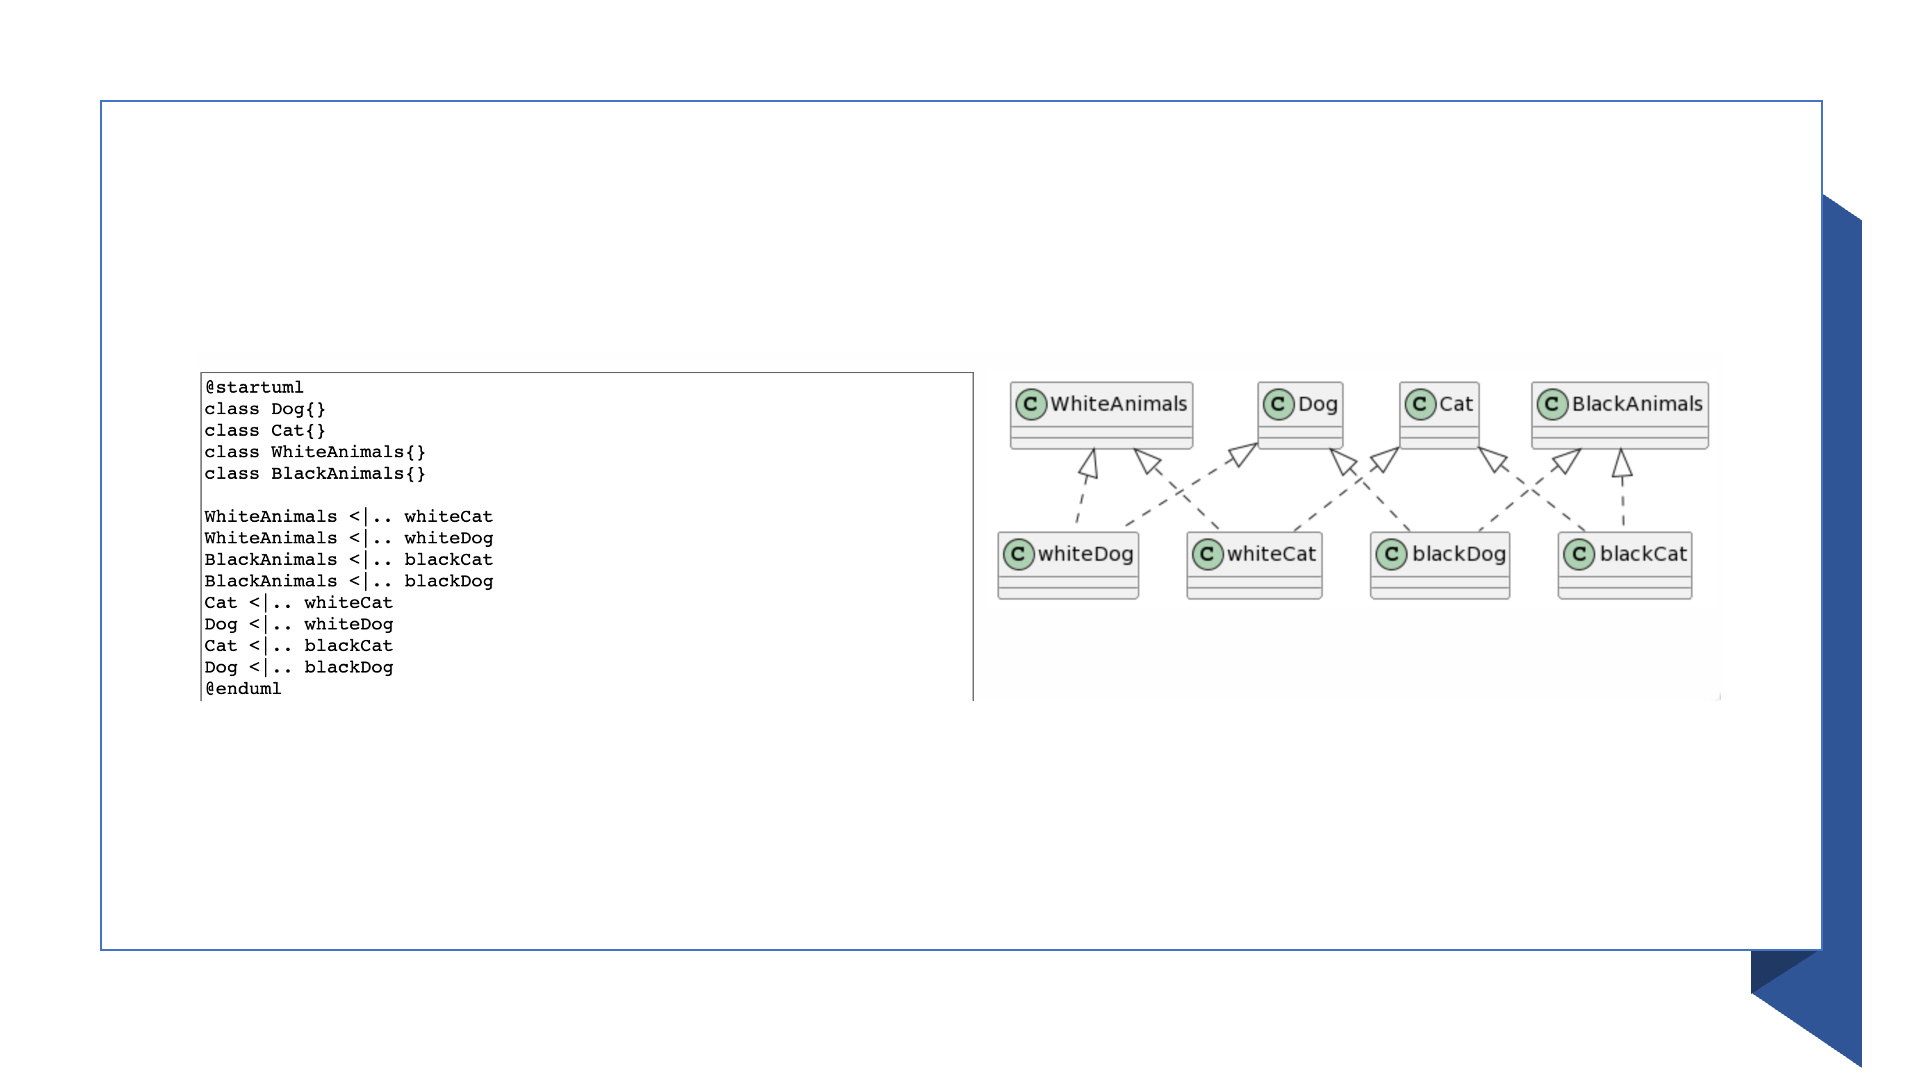 @startuml
class Dog{}
class Cat{}
class WhiteAnimals{}
class BlackAnimals{}
WhiteAnimals <|.. whiteCat
WhiteAnimals <|.. whiteDog
BlackAnimals <|.. blackCat
BlackAnimals <|.. blackDog
Cat <|.. whiteCat
Dog <|.. whiteDog
Cat <|.. blackCat
Dog <|.. blackDog
@enduml
C WhiteAnimals
C Dog
C Cat
C BlackAnimals
C whiteDog
C whiteCat
C blackDog
C blackCat